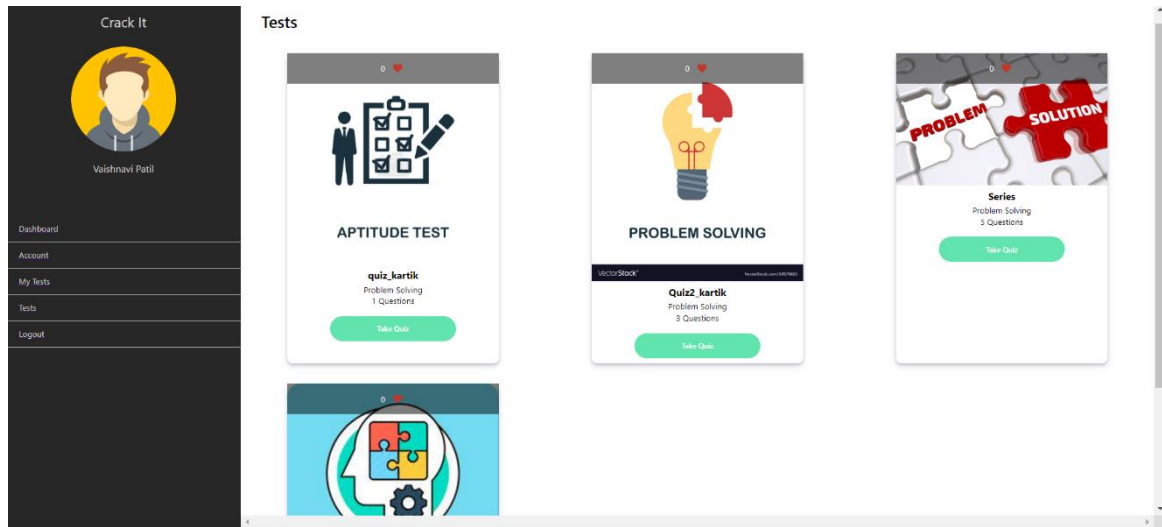 Crack It
Vaishnavi Patil
Dashboard
Account
My Tests
Tests
Logout
Tests
0
APTITUDE TEST
quiz_kartik
Problem Solving
1 Questions
Take Quiz
0
PROBLEM SOLVING
VectorStock®
Quiz2_kartik
Problem Solving
3 Questions
Take Quiz
0
PROBLEM
SOLUTION
Series
Problem Solving
5 Questions
Take Quiz
0